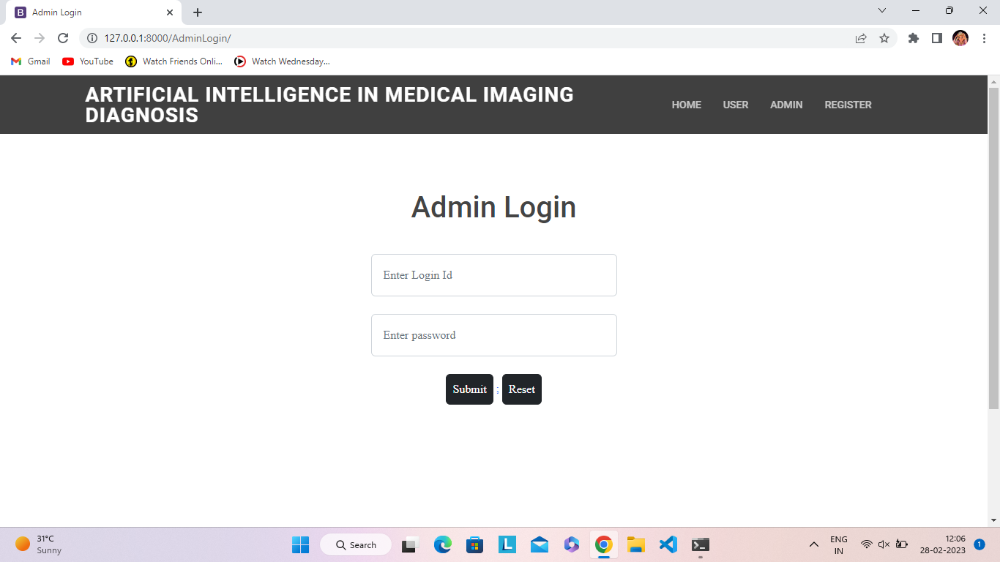 Admin Login
127.0.0.1:8000/AdminLogin/
Gmail
YouTube
Watch Friends Onli...
Watch Wednesday...
ARTIFICIAL INTELLIGENCE IN MEDICAL IMAGING
DIAGNOSIS
HOME
USER
ADMIN
REGISTER
Admin Login
Enter Login Id
Enter password
Submit ; Reset
31°C
Sunny
Search
ENG
IN
12:06
28-02-2023
1